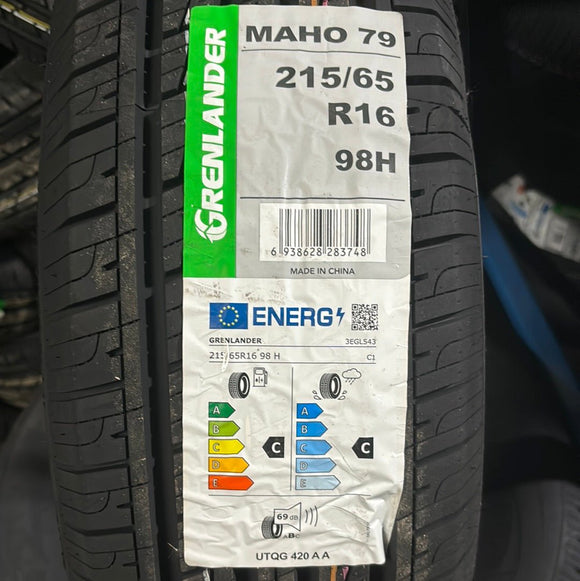 GRENLANDER
MAHO 79
215/65
R16
98H
6 938628 283748
MADE IN CHINA
ENERG
GRENLANDER 3EGLS43
215/65R16 98 H C1
A A
B B
C C C C
D D
E E
69 dB
ABC
UTQG 420 A A